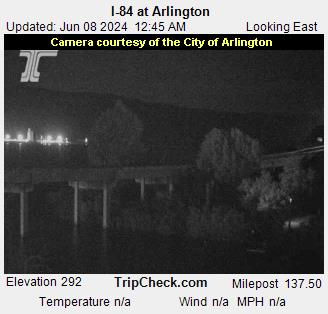 I-84 at Arlington
Updated: Jun 08 2024 12:45 AM Looking East
Camera courtesy of the City of Arlington
Elevation 292 TripCheck.com Milepost 137.50
Temperature n/a Wind n/a MPH n/a